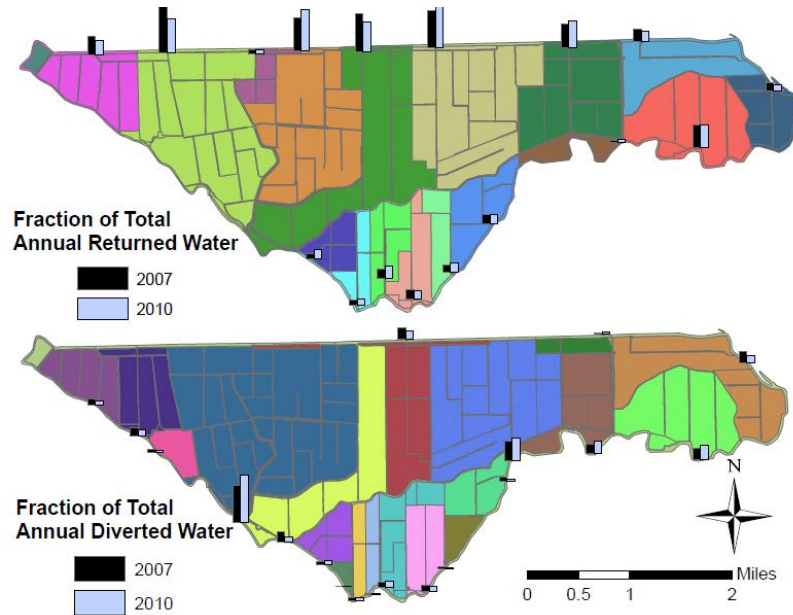 Fraction of Total
Annual Returned Water
2007
2010
Fraction of Total
Annual Diverted Water
2007
2010
N
Miles
0 0.5 1 2